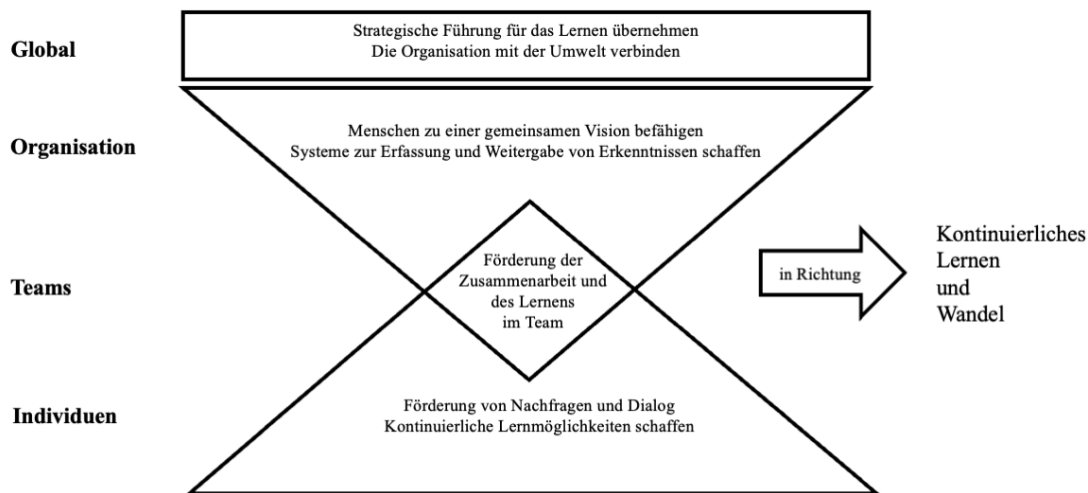 Global
Strategische Führung für das Lernen übernehmen
Die Organisation mit der Umwelt verbinden
Organisation
Menschen zu einer gemeinsamen Vision befähigen
Systeme zur Erfassung und Weitergabe von Erkenntnissen schaffen
Teams
Förderung der
Zusammenarbeit und
des Lernens
im Team
in Richtung
Kontinuierliches
Lernen
und
Wandel
Individuen
Förderung von Nachfragen und Dialog
Kontinuierliche Lernmöglichkeiten schaffen